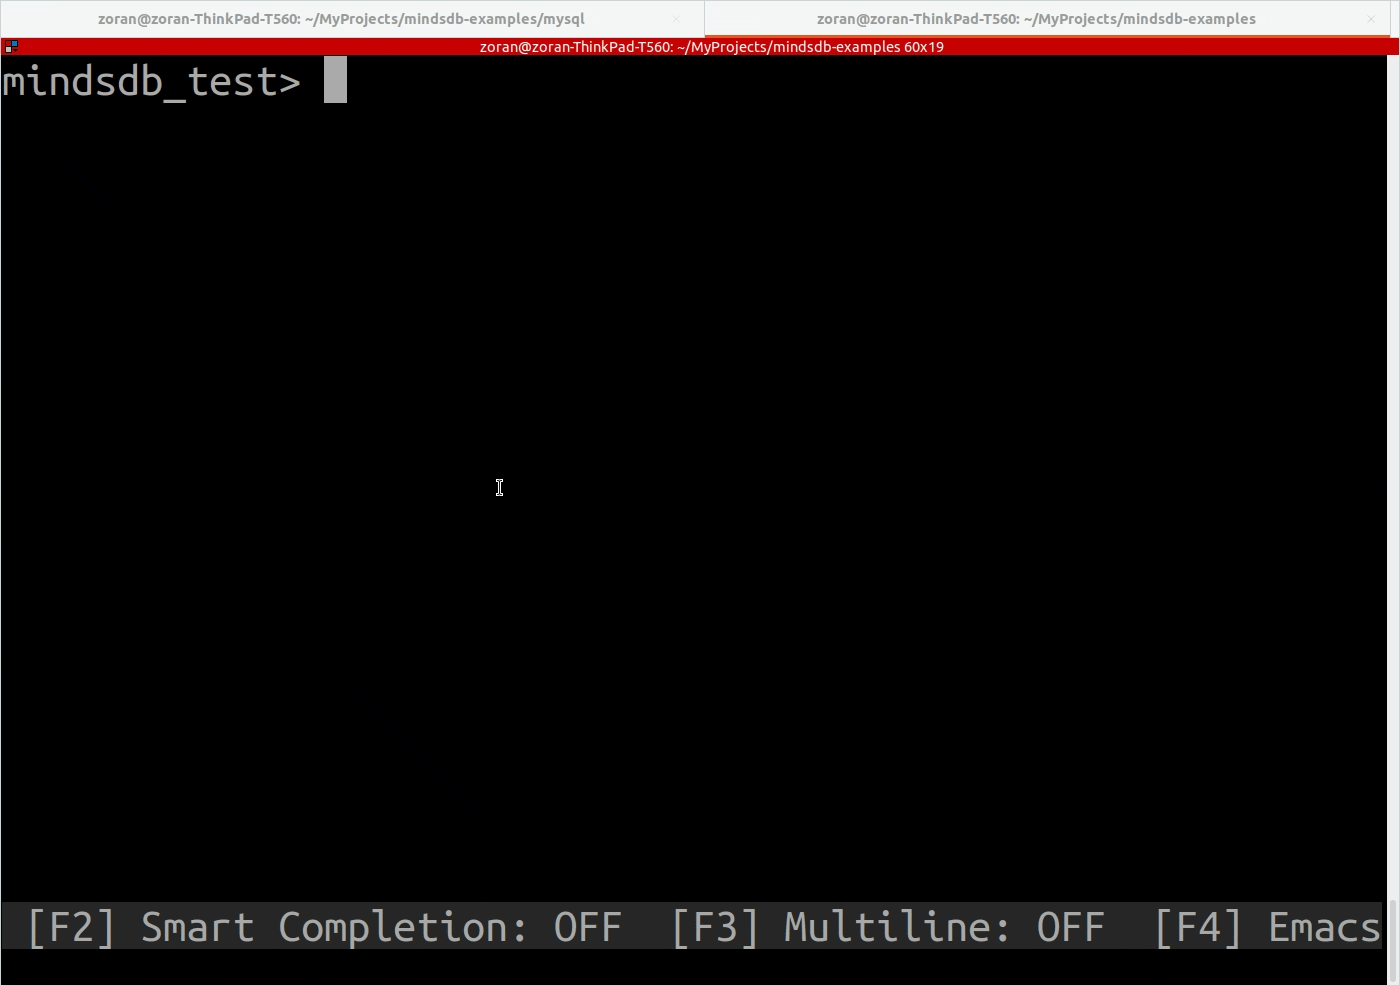 zoran@zoran-ThinkPad-T560: ~/MyProjects/mindsdb-examples/mysql
zoran@zoran-ThinkPad-T560: ~/MyProjects/mindsdb-examples
zoran@zoran-ThinkPad-T560: ~/MyProjects/mindsdb-examples 60x19
mindsdb_test>
[F2] Smart Completion: OFF [F3] Multiline: OFF [F4] Emacs